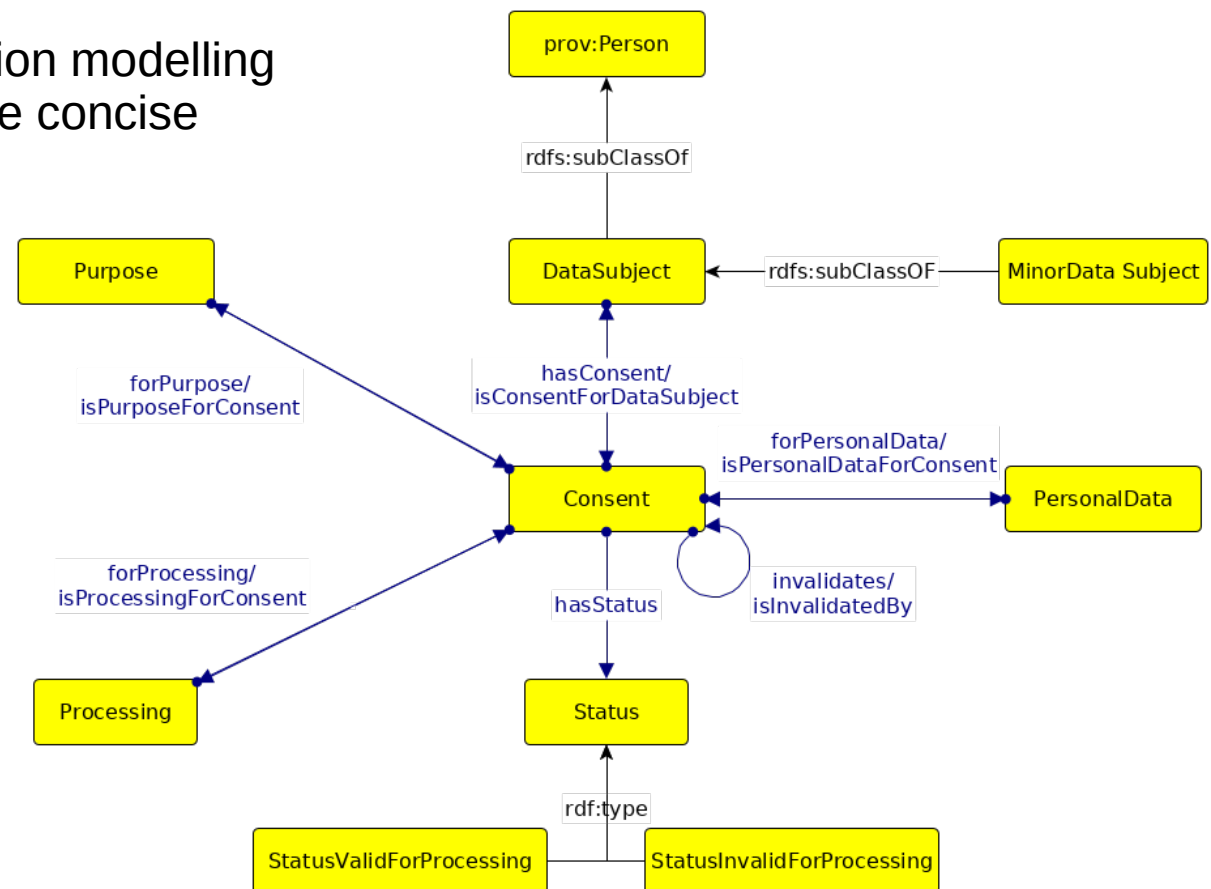 ion modelling
e concise
prov:Person
rdfs:subClassOf
Purpose
DataSubject
rdfs:subClassOF
MinorData Subject
forPurpose/
isPurposeForConsent
hasConsent/
isConsentForDataSubject
forPersonalData/
isPersonalDataForConsent
Consent
PersonalData
forProcessing/
isProcessingForConsent
hasStatus
invalidates/
isInvalidatedBy
Processing
Status
rdf:type
StatusValidForProcessing
StatusInvalidForProcessing